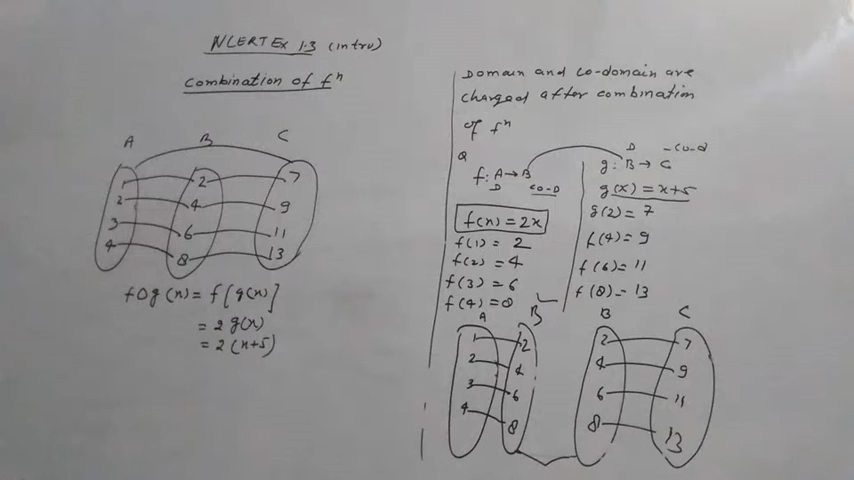 NCERT Ex 1.3 (intro)
combination of fⁿ
A B C
1 2 7
2 4 9
3 6 11
4 8 13
fog(x) = f[g(x)]
= 2 g(x)
= 2(x+5)
Domain and co-domain are
changed after combination
of fⁿ
Q
f: A→B
D co-D
f(x) = 2x
f(1) = 2
f(2) = 4
f(3) = 6
f(4) = 8
D -co-d
g: B→C
g(x) = x+5
g(2) = 7
f(4) = 9
f(6) = 11
f(8) = 13
A B B C
1 2 2 7
2 4 4 9
3 6 6 11
4 8 8 13